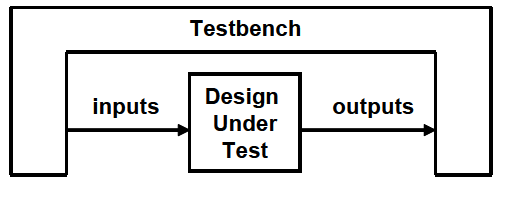 Testbench
inputs
Design
Under
Test
outputs